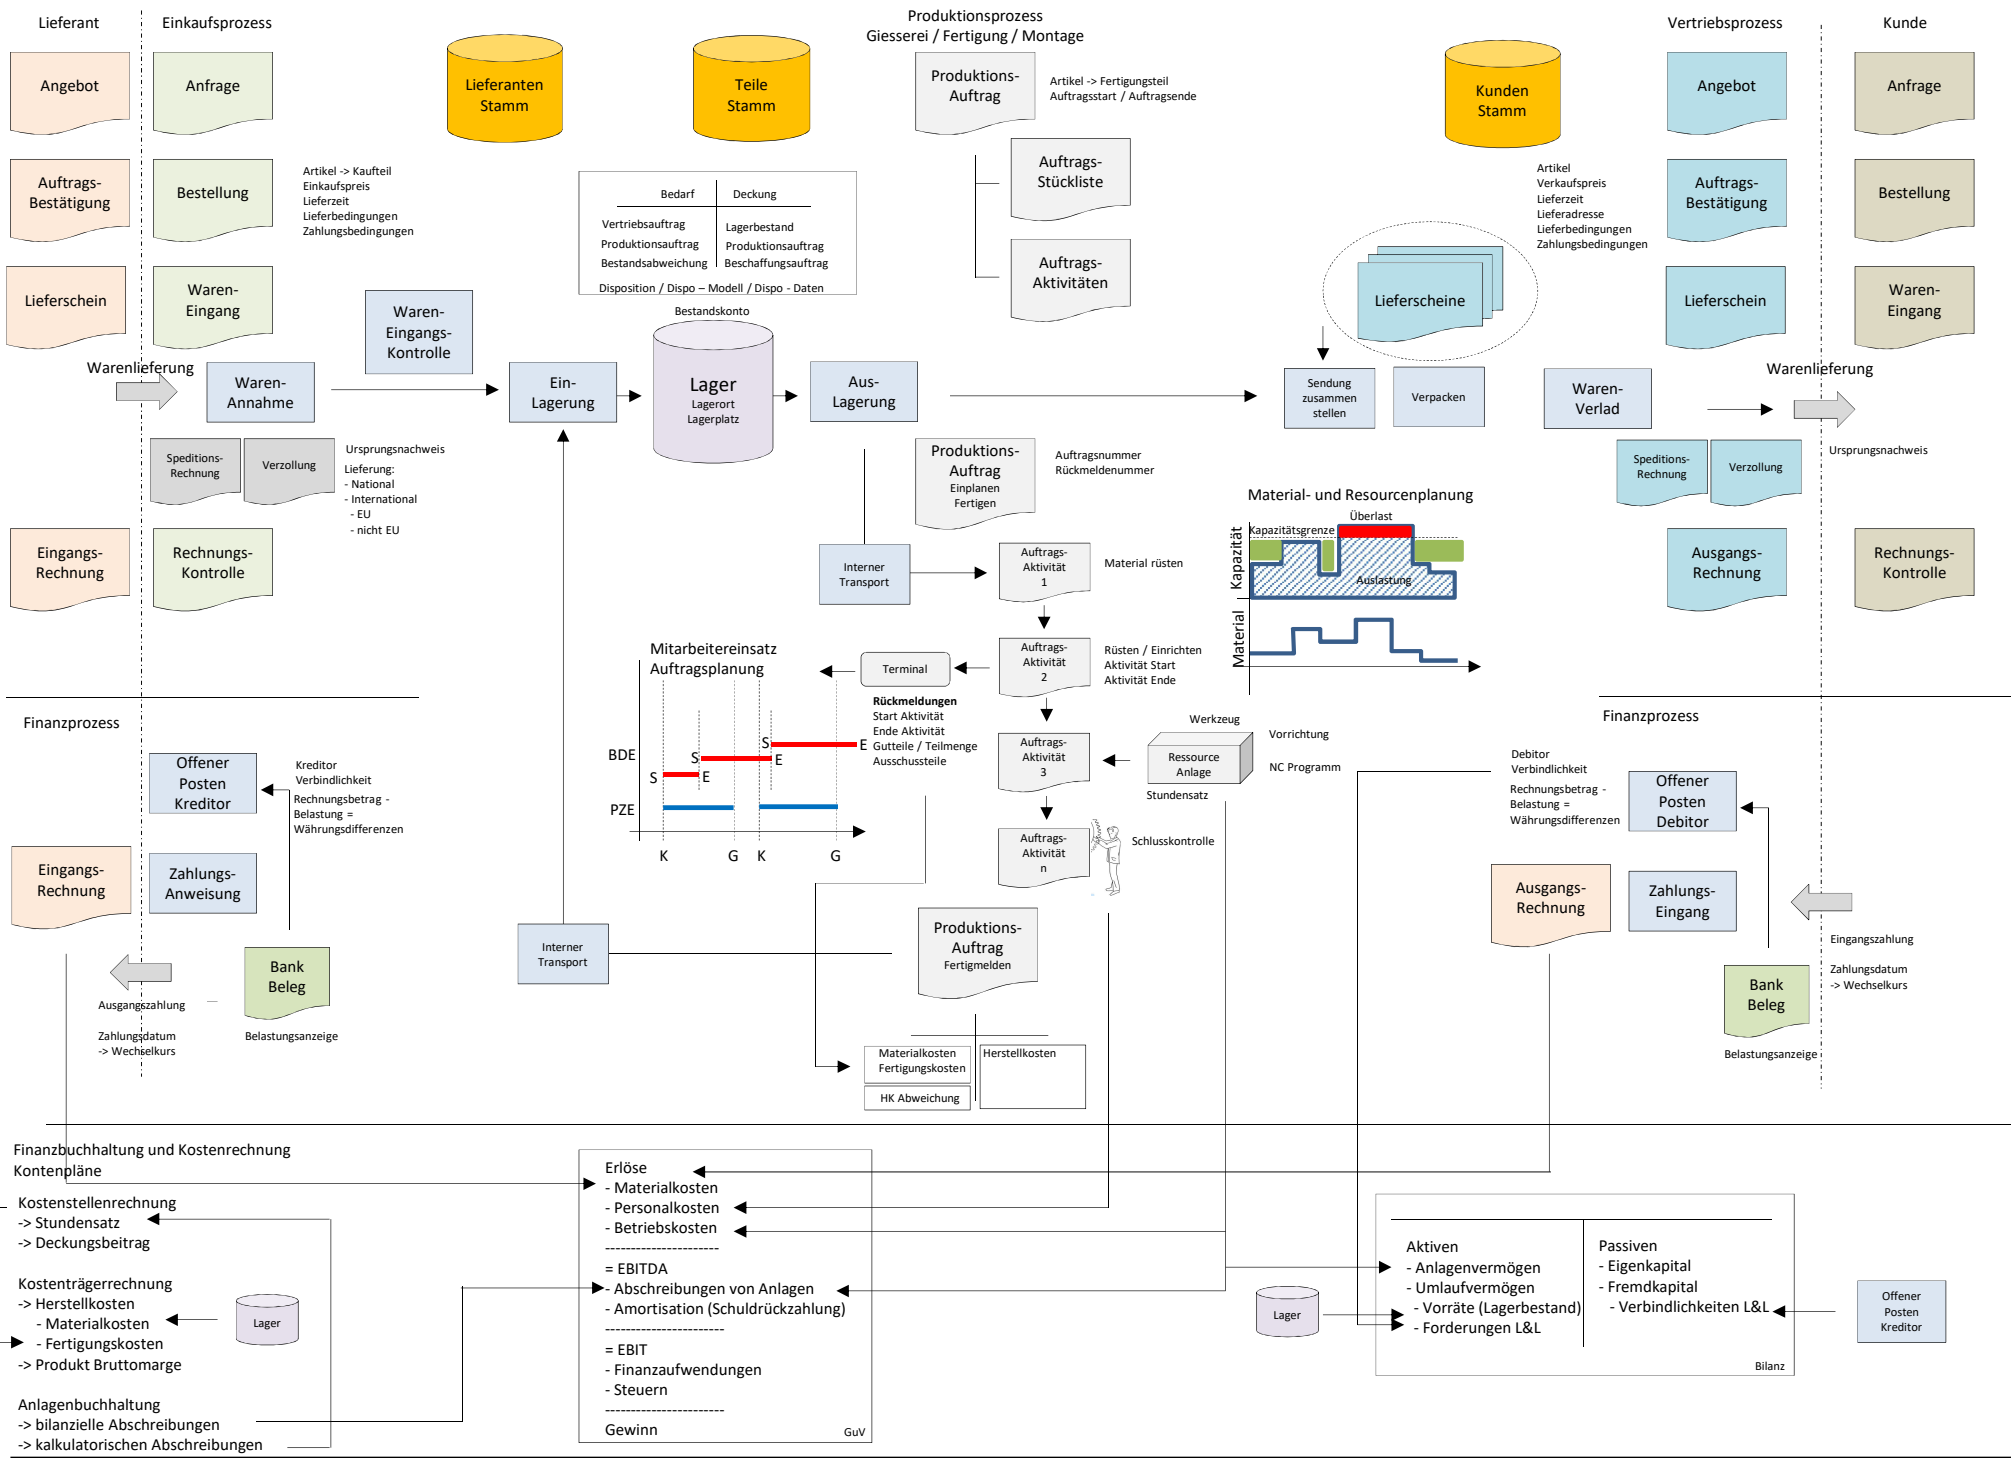 Lieferant
Einkaufsprozess
Produktionsprozess
Giesserei / Fertigung / Montage
Vertriebsprozess
Kunde
Angebot
Anfrage
Lieferanten
Stamm
Teile
Stamm
Produktions-
Auftrag
Artikel -> Fertigungsteil
Auftragsstart / Auftragsende
Kunden
Stamm
Angebot
Anfrage
Auftrags-
Bestätigung
Bestellung
Artikel -> Kaufteil
Einkaufspreis
Lieferzeit
Lieferbedingungen
Zahlungsbedingungen
Bedarf
Deckung
Vertriebsauftrag
Lagerbestand
Produktionsauftrag
Produktionsauftrag
Bestandsabweichung
Beschaffungsauftrag
Disposition / Dispo – Modell / Dispo - Daten
Auftrags-
Stückliste
Auftrags-
Aktivitäten
Artikel
Verkaufspreis
Lieferzeit
Lieferadresse
Lieferbedingungen
Zahlungsbedingungen
Auftrags-
Bestätigung
Bestellung
Lieferschein
Waren-
Eingang
Waren-
Eingangs-
Kontrolle
Bestandskonto
Lieferscheine
Lieferschein
Waren-
Eingang
Warenlieferung
Waren-
Annahme
Ein-
Lagerung
Lager
Lagerort
Lagerplatz
Aus-
Lagerung
Sendung
zusammen
stellen
Verpacken
Waren-
Verlad
Warenlieferung
Speditions-
Rechnung
Verzollung
Ursprungsnachweis
Lieferung:
- National
- International
- EU
- nicht EU
Produktions-
Auftrag
Einplanen
Fertigen
Auftragsnummer
Rückmeldenummer
Speditions-
Rechnung
Verzollung
Ursprungsnachweis
Material- und Resourcenplanung
Überlast
Kapazitätsgrenze
Kapazität
Auslastung
Material
Eingangs-
Rechnung
Rechnungs-
Kontrolle
Interner
Transport
Auftrags-
Aktivität
1
Material rüsten
Ausgangs-
Rechnung
Rechnungs-
Kontrolle
Mitarbeitereinsatz
Auftragsplanung
Terminal
Auftrags-
Aktivität
2
Rüsten / Einrichten
Aktivität Start
Aktivität Ende
Rückmeldungen
Start Aktivität
Ende Aktivität
Gutteile / Teilmenge
Ausschussteile
BDE
S
E
S
E
S
E
PZE
K
G
K
G
Auftrags-
Aktivität
3
Werkzeug
Ressource
Anlage
Vorrichtung
NC Programm
Stundensatz
Auftrags-
Aktivität
n
Schlusskontrolle
Finanzprozess
Offener
Posten
Kreditor
Kreditor
Verbindlichkeit
Rechnungsbetrag -
Belastung =
Währungsdifferenzen
Eingangs-
Rechnung
Zahlungs-
Anweisung
Bank
Beleg
Ausgangszahlung
Zahlungsdatum
-> Wechselkurs
Belastungsanzeige
Interner
Transport
Produktions-
Auftrag
Fertigmelden
Materialkosten
Fertigungskosten
HK Abweichung
Herstellkosten
Finanzprozess
Debitor
Verbindlichkeit
Rechnungsbetrag -
Belastung =
Währungsdifferenzen
Offener
Posten
Debitor
Ausgangs-
Rechnung
Zahlungs-
Eingang
Eingangszahlung
Zahlungsdatum
-> Wechselkurs
Bank
Beleg
Belastungsanzeige
Finanzbuchhaltung und Kostenrechnung
Kontenpläne
Kostenstellenrechnung
-> Stundensatz
-> Deckungsbeitrag
Kostenträgerrechnung
-> Herstellkosten
- Materialkosten
- Fertigungskosten
-> Produkt Bruttomarge
Lager
Anlagenbuchhaltung
-> bilanzielle Abschreibungen
-> kalkulatorischen Abschreibungen
Erlöse
- Materialkosten
- Personalkosten
- Betriebskosten
----------------------
= EBITDA
- Abschreibungen von Anlagen
- Amortisation (Schuldrückzahlung)
-----------------------
= EBIT
- Finanzaufwendungen
- Steuern
-----------------------
Gewinn
GuV
Lager
Aktiven
- Anlagenvermögen
- Umlaufvermögen
- Vorräte (Lagerbestand)
- Forderungen L&L
Passiven
- Eigenkapital
- Fremdkapital
- Verbindlichkeiten L&L
Bilanz
Offener
Posten
Kreditor